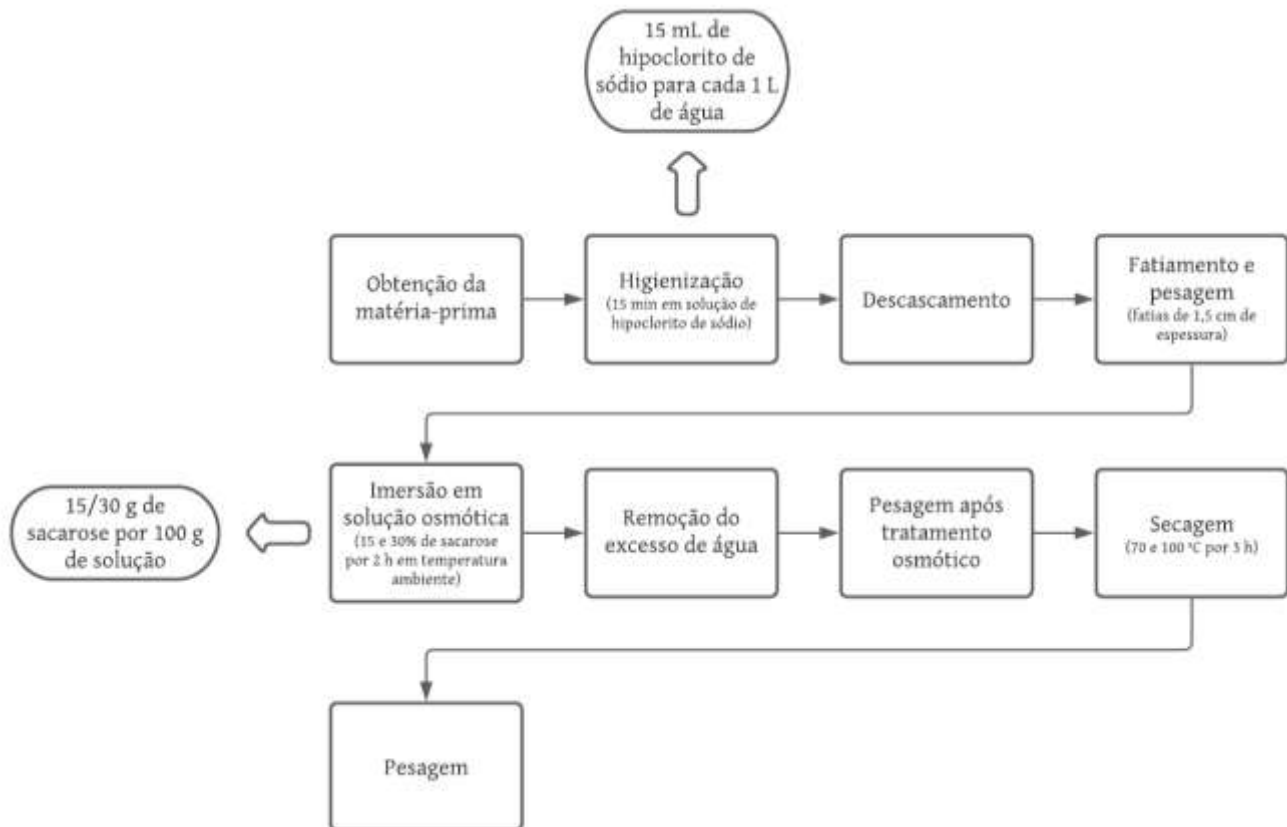 15 mL de
hipoclorito de
sódio para cada 1 L
de água
Obtenção da
matéria-prima
Higienização
(15 min em solução de
hipoclorito de sódio)
Descascamento
Fatiamento e
pesagem
(fatias de 1,5 cm de
espessura)
15/30 g de
sacarose por 100 g
de solução
Imersão em
solução osmótica
(15 e 30% de sacarose
por 2 h em temperatura
ambiente)
Remoção do
excesso de água
Pesagem após
tratamento
osmótico
Secagem
(70 e 100 °C por 3 h)
Pesagem